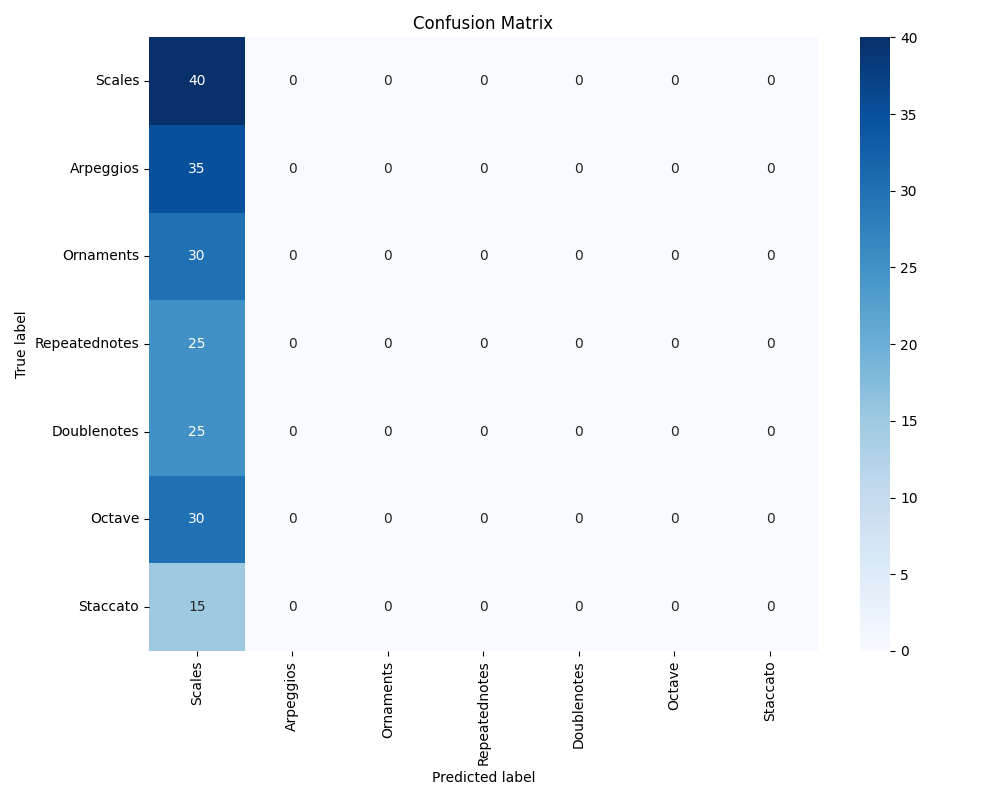 Confusion Matrix
True label
Scales 40 0 0 0 0 0 0
Arpeggios 35 0 0 0 0 0 0
Ornaments 30 0 0 0 0 0 0
Repeatednotes 25 0 0 0 0 0 0
Doublenotes 25 0 0 0 0 0 0
Octave 30 0 0 0 0 0 0
Staccato 15 0 0 0 0 0 0
Scales Arpeggios Ornaments Repeatednotes Doublenotes Octave Staccato
Predicted label
40
35
30
25
20
15
10
5
0